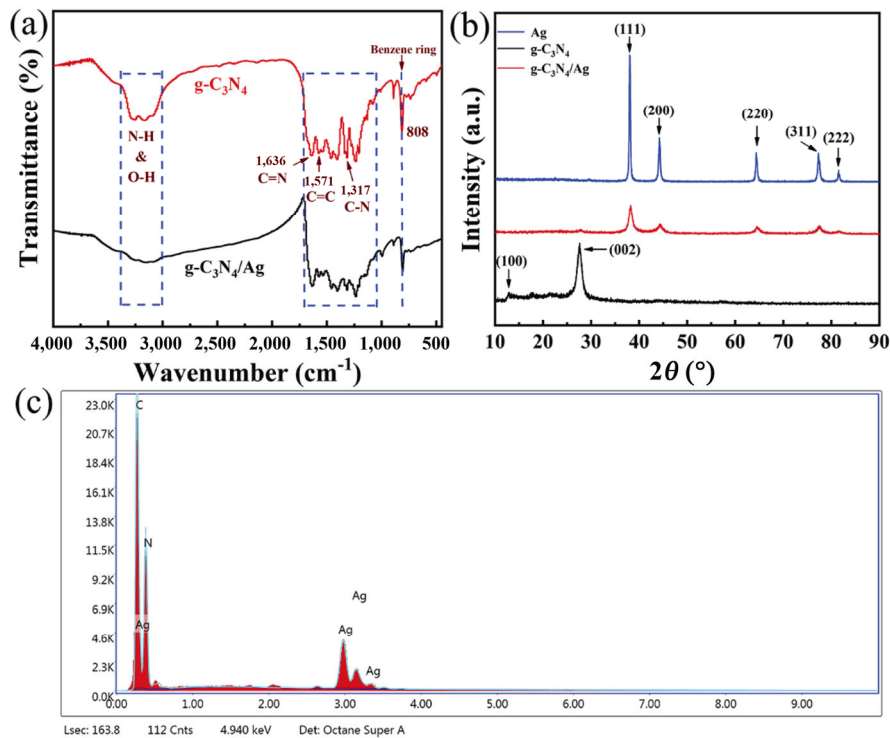 (a)
Transmittance (%)
Benzene ring
g-C₃N₄
N-H
&
O-H
808
1,636
C=N
1,571
C=C
1,317
C-N
g-C₃N₄/Ag
4,000 3,500 3,000 2,500 2,000 1,500 1,000 450
Wavenumber (cm⁻¹)
(b)
Intensity (a.u.)
Ag
g-C₃N₄
g-C₃N₄/Ag
(111)
(200)
(220)
(311)
(222)
(100)
(002)
10 20 30 40 50 60 70 80 90
2θ (°)
(c)
23.0K
20.7K
18.4K
16.1K
13.8K
11.5K
9.2K
6.9K
4.6K
2.3K
0.0K
C
N
Ag
Ag
Ag
Ag
0.00 1.00 2.00 3.00 4.00 5.00 6.00 7.00 8.00 9.00
Lsec: 163.8 112 Cnts 4.940 keV Det: Octane Super A